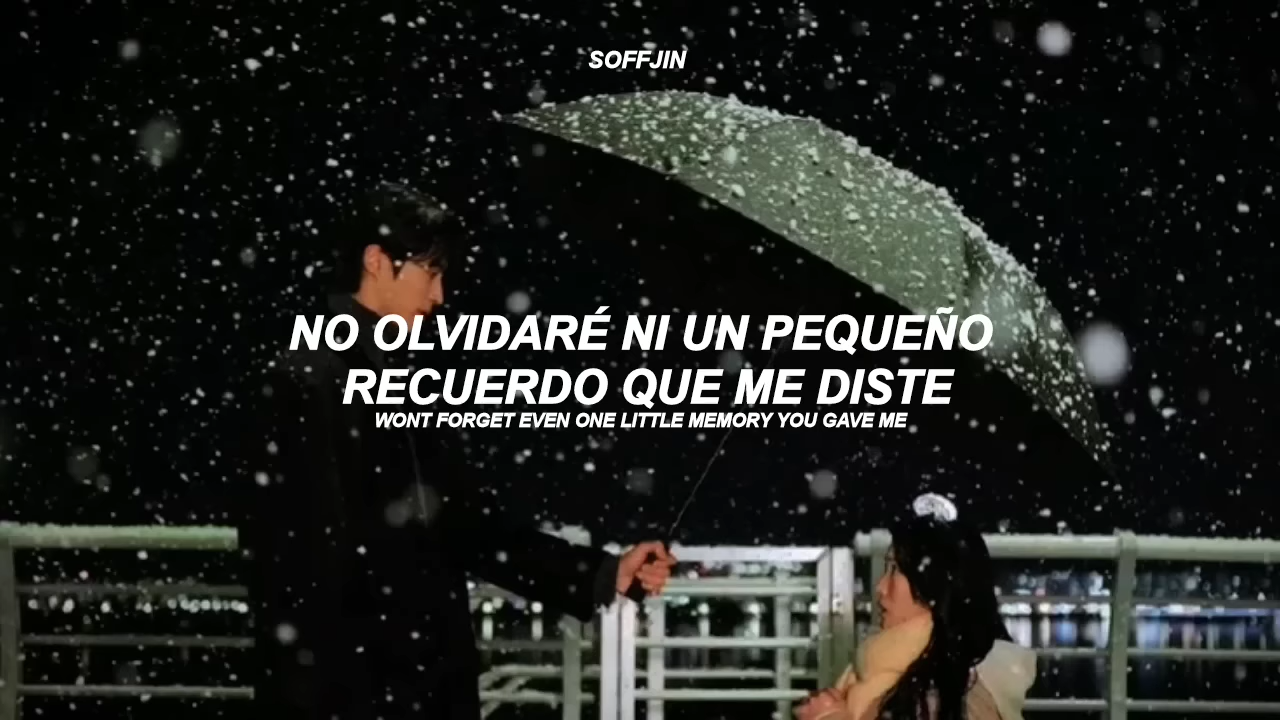 SOFFJIN
NO OLVIDARÉ NI UN PEQUEÑO
RECUERDO QUE ME DISTE
WONT FORGET EVEN ONE LITTLE MEMORY YOU GAVE ME